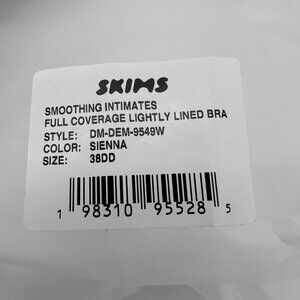 SKIMS
SMOOTHING INTIMATES
FULL COVERAGE LIGHTLY LINED BRA
STYLE: DM-DEM-9549W
COLOR: SIENNA
SIZE: 38DD
1 98310 95528 5